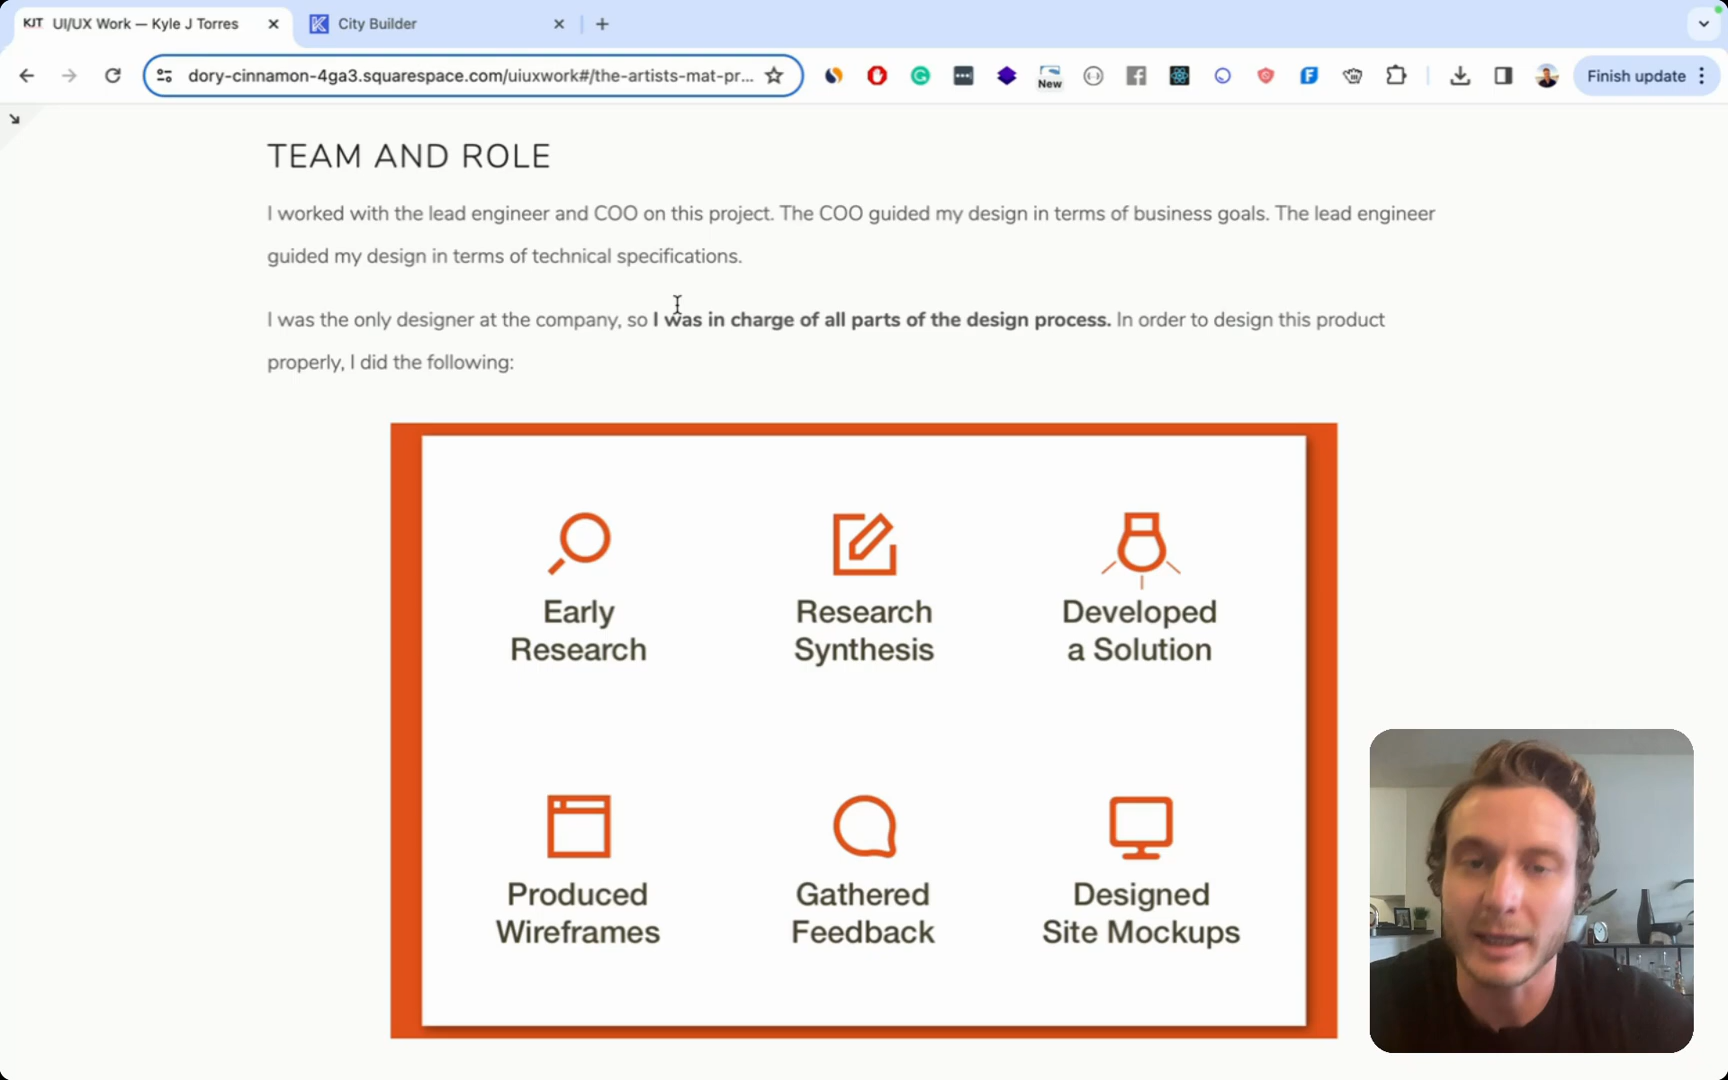 KJT UI/UX Work — Kyle J Torres
City Builder
dory-cinnamon-4ga3.squarespace.com/uiuxwork#/the-artists-mat-pr...
New
Finish update
TEAM AND ROLE
I worked with the lead engineer and COO on this project. The COO guided my design in terms of business goals. The lead engineer
guided my design in terms of technical specifications.
I was the only designer at the company, so I was in charge of all parts of the design process. In order to design this product
properly, I did the following:
Early
Research
Research
Synthesis
Developed
a Solution
Produced
Wireframes
Gathered
Feedback
Designed
Site Mockups